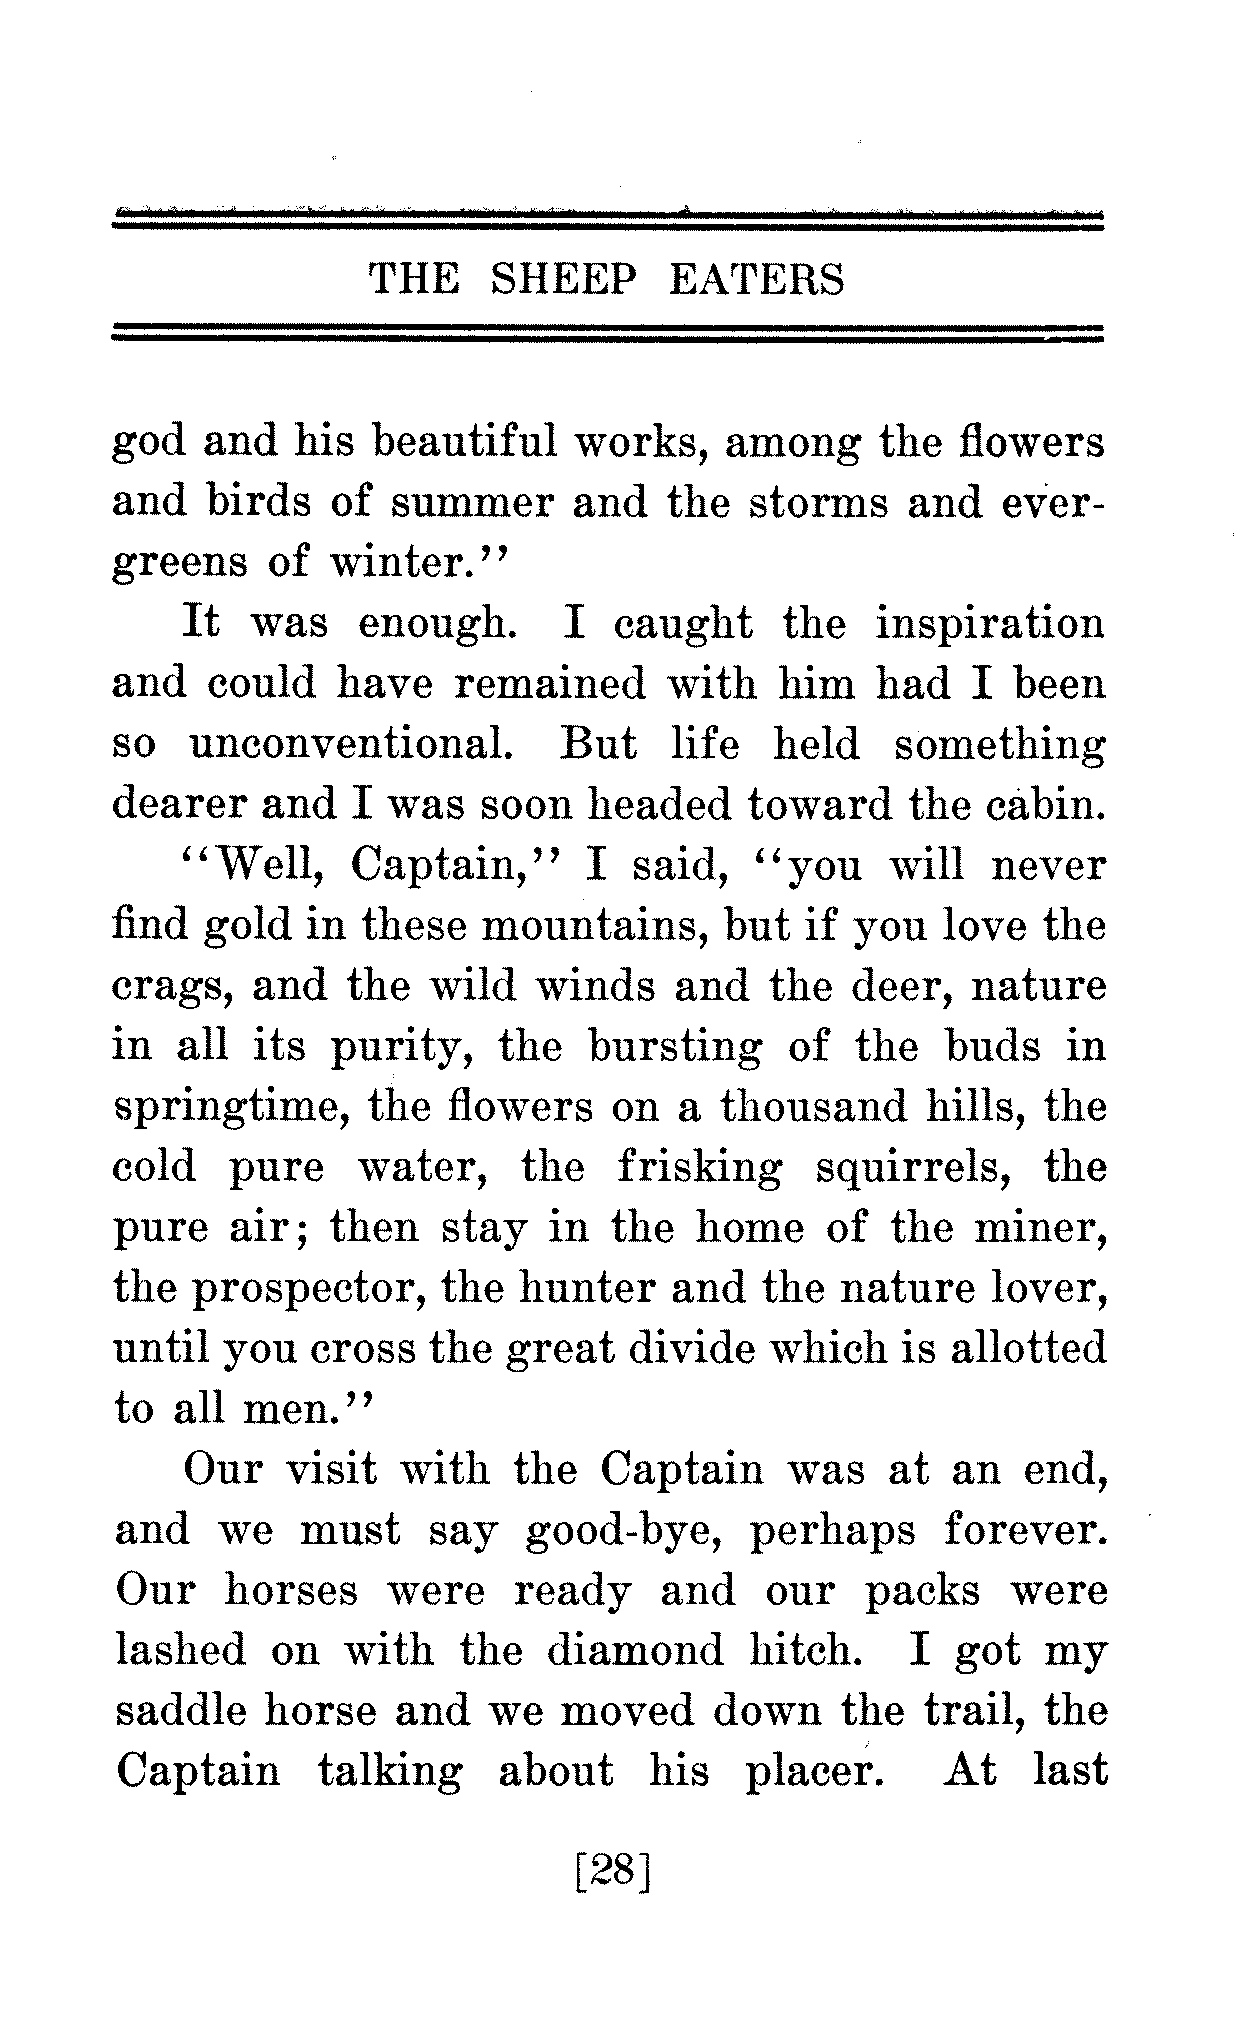 THE SHEEP EATERS
god and his beautiful works, among the flowers
and birds of summer and the storms and ever-
greens of winter."
It was enough. I caught the inspiration
and could have remained with him had I been
so unconventional. But life held something
dearer and I was soon headed toward the cabin.
"Well, Captain," I said, "you will never
find gold in these mountains, but if you love the
crags, and the wild winds and the deer, nature
in all its purity, the bursting of the buds in
springtime, the flowers on a thousand hills, the
cold pure water, the frisking squirrels, the
pure air; then stay in the home of the miner,
the prospector, the hunter and the nature lover,
until you cross the great divide which is allotted
to all men."
Our visit with the Captain was at an end,
and we must say good-bye, perhaps forever.
Our horses were ready and our packs were
lashed on with the diamond hitch. I got my
saddle horse and we moved down the trail, the
Captain talking about his placer. At last
[28]